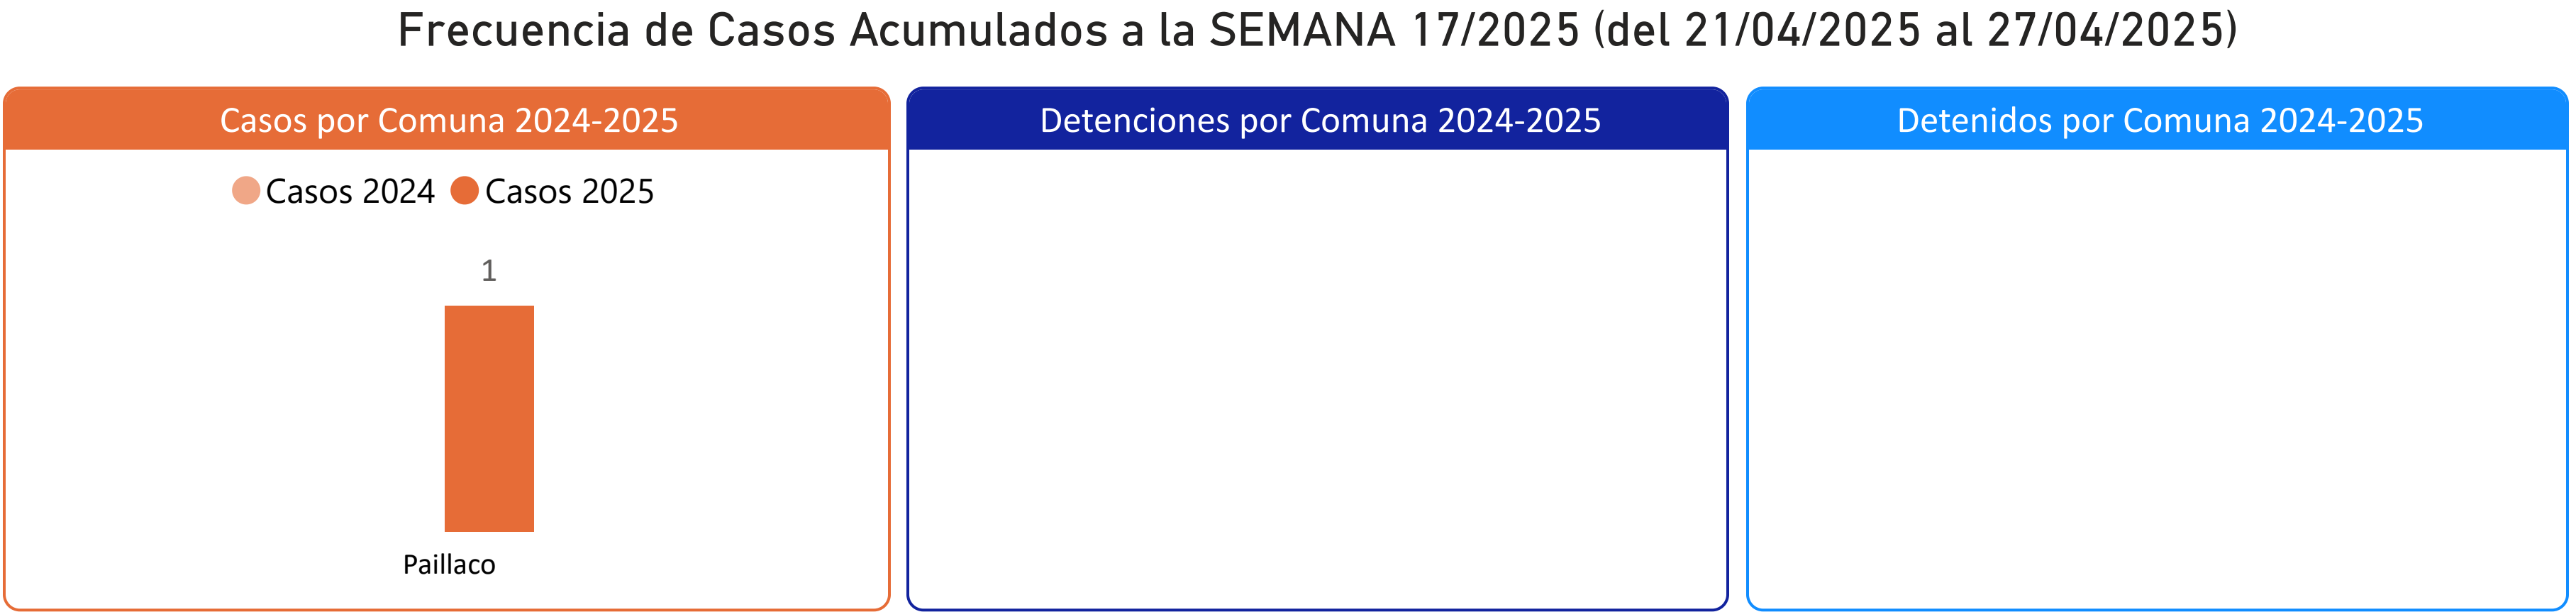 Frecuencia de Casos Acumulados a la SEMANA 17/2025 (del 21/04/2025 al 27/04/2025)
Casos por Comuna 2024-2025
Casos 2024 Casos 2025
1
Paillaco
Detenciones por Comuna 2024-2025
Detenidos por Comuna 2024-2025